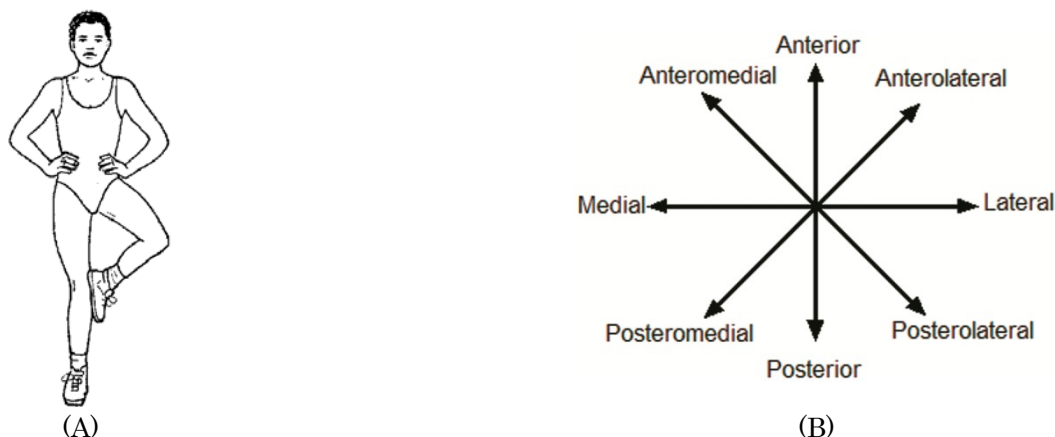 Anterior
Anteromedial
Anterolateral
Medial
Lateral
Posteromedial
Posterolateral
Posterior
(A)
(B)